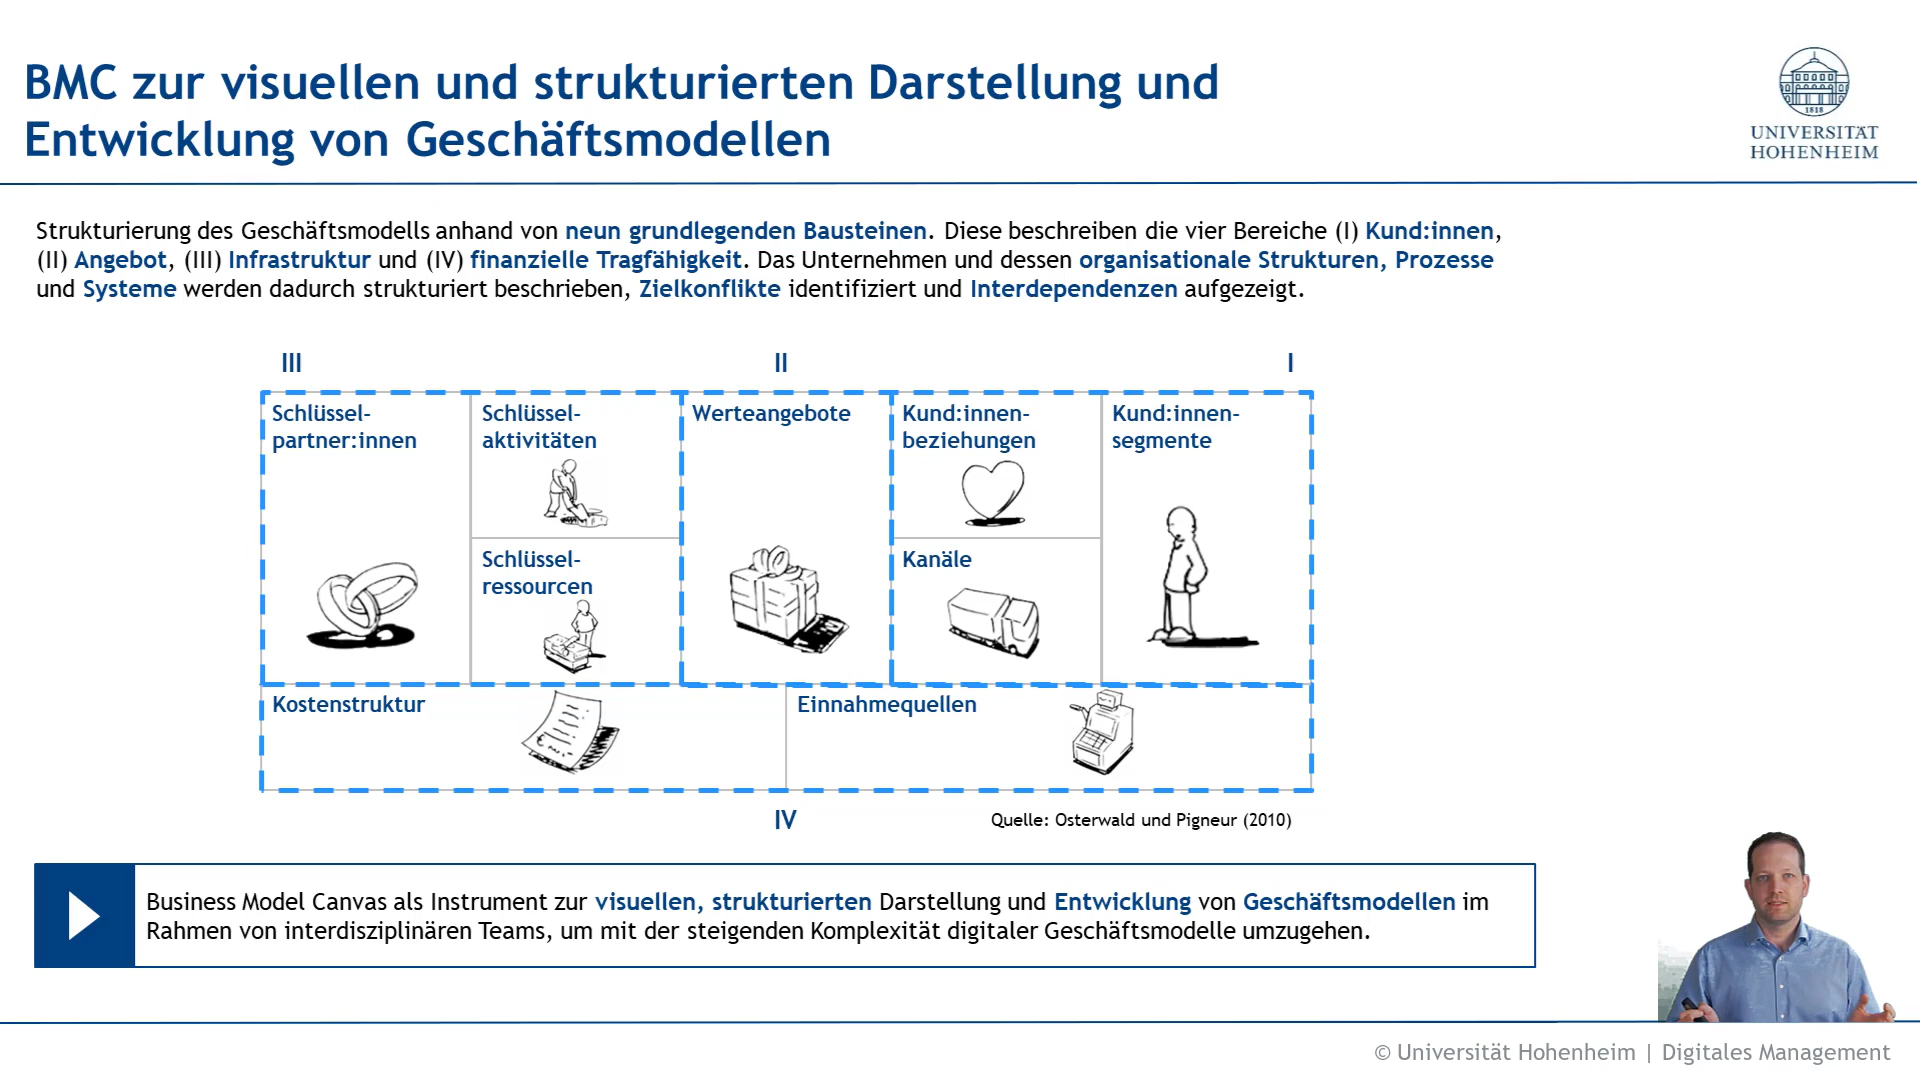 BMC zur visuellen und strukturierten Darstellung und
Entwicklung von Geschäftsmodellen
1818
UNIVERSITÄT
HOHENHEIM
Strukturierung des Geschäftsmodells anhand von neun grundlegenden Bausteinen. Diese beschreiben die vier Bereiche (I) Kund:innen,
(II) Angebot, (III) Infrastruktur und (IV) finanzielle Tragfähigkeit. Das Unternehmen und dessen organisationale Strukturen, Prozesse
und Systeme werden dadurch strukturiert beschrieben, Zielkonflikte identifiziert und Interdependenzen aufgezeigt.
III
II
I
Schlüssel-
partner:innen
Schlüssel-
aktivitäten
Schlüssel-
ressourcen
Werteangebote
Kund:innen-
beziehungen
Kanäle
Kund:innen-
segmente
Kostenstruktur
Einnahmequellen
IV
Quelle: Osterwald und Pigneur (2010)
Business Model Canvas als Instrument zur visuellen, strukturierten Darstellung und Entwicklung von Geschäftsmodellen im
Rahmen von interdisziplinären Teams, um mit der steigenden Komplexität digitaler Geschäftsmodelle umzugehen.
© Universität Hohenheim | Digitales Management